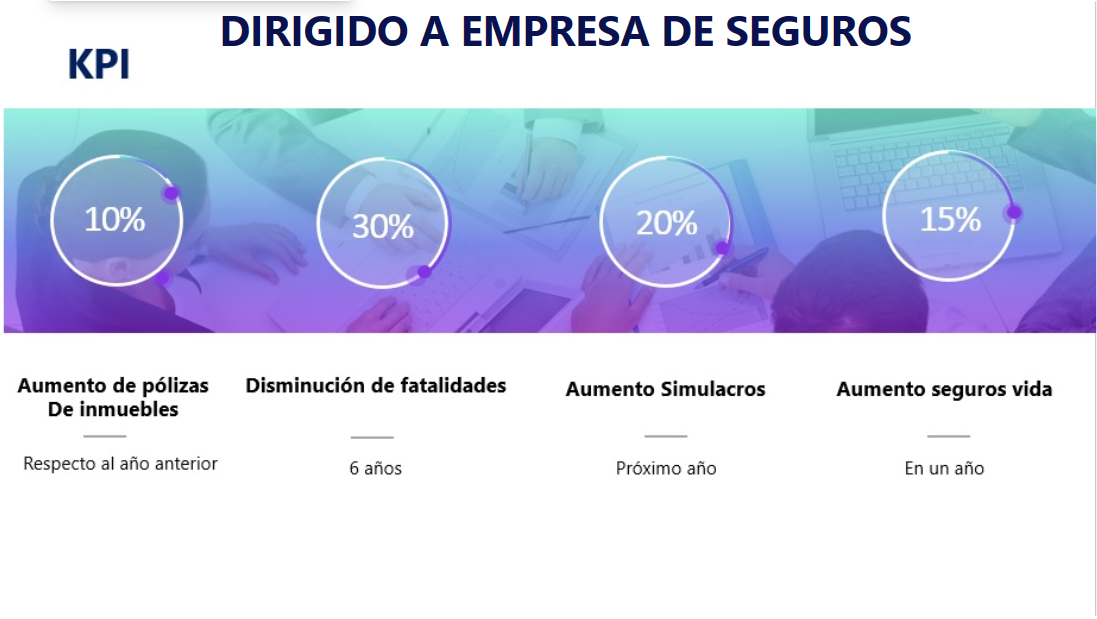 DIRIGIDO A EMPRESA DE SEGUROS
KPI
10%
30%
20%
15%
Aumento de pólizas
De inmuebles
Respecto al año anterior
Disminución de fatalidades
6 años
Aumento Simulacros
Próximo año
Aumento seguros vida
En un año